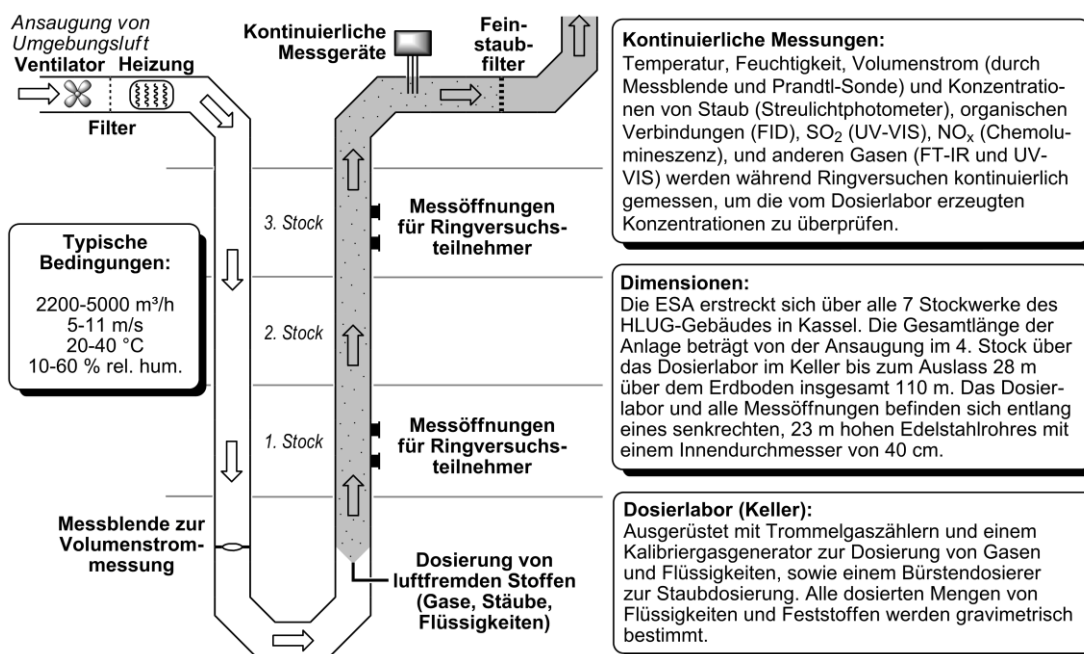 Ansaugung von
Umgebungsluft
Ventilator Heizung
Filter
Kontinuierliche
Messgeräte
Fein-
staub-
filter
3. Stock
Messöffnungen
für Ringversuchs-
teilnehmer
Typische
Bedingungen:
2200-5000 m³/h
5-11 m/s
20-40 °C
10-60 % rel. hum.
2. Stock
1. Stock
Messöffnungen
für Ringversuchs-
teilnehmer
Messblende zur
Volumenstrom-
messung
Dosierung von
luftfremden Stoffen
(Gase, Stäube,
Flüssigkeiten)
Kontinuierliche Messungen:
Temperatur, Feuchtigkeit, Volumenstrom (durch
Messblende und Prandtl-Sonde) und Konzentratio-
nen von Staub (Streulichtphotometer), organischen
Verbindungen (FID), SO₂ (UV-VIS), NOₓ (Chemolu-
mineszenz), und anderen Gasen (FT-IR und UV-
VIS) werden während Ringversuchen kontinuierlich
gemessen, um die vom Dosierlabor erzeugten
Konzentrationen zu überprüfen.
Dimensionen:
Die ESA erstreckt sich über alle 7 Stockwerke des
HLUG-Gebäudes in Kassel. Die Gesamtlänge der
Anlage beträgt von der Ansaugung im 4. Stock über
das Dosierlabor im Keller bis zum Auslass 28 m
über dem Erdboden insgesamt 110 m. Das Dosier-
labor und alle Messöffnungen befinden sich entlang
eines senkrechten, 23 m hohen Edelstahlrohres mit
einem Innendurchmesser von 40 cm.
Dosierlabor (Keller):
Ausgerüstet mit Trommelgaszählern und einem
Kalibriergasgenerator zur Dosierung von Gasen
und Flüssigkeiten, sowie einem Bürstendosierer
zur Staubdosierung. Alle dosierten Mengen von
Flüssigkeiten und Feststoffen werden gravimetrisch
bestimmt.